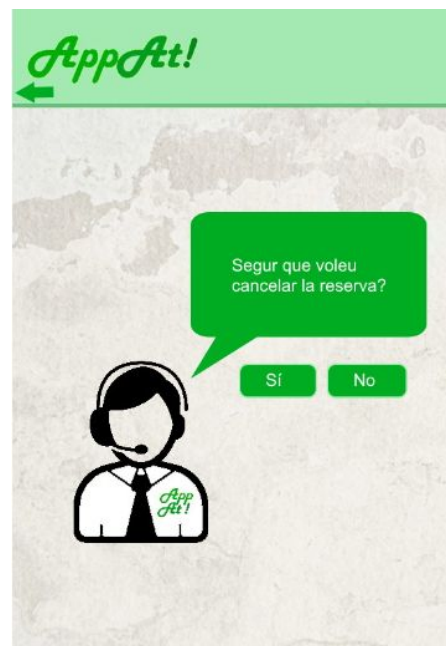 AppAt!
Segur que voleu
cancelar la reserva?
Sí
No
App
At!